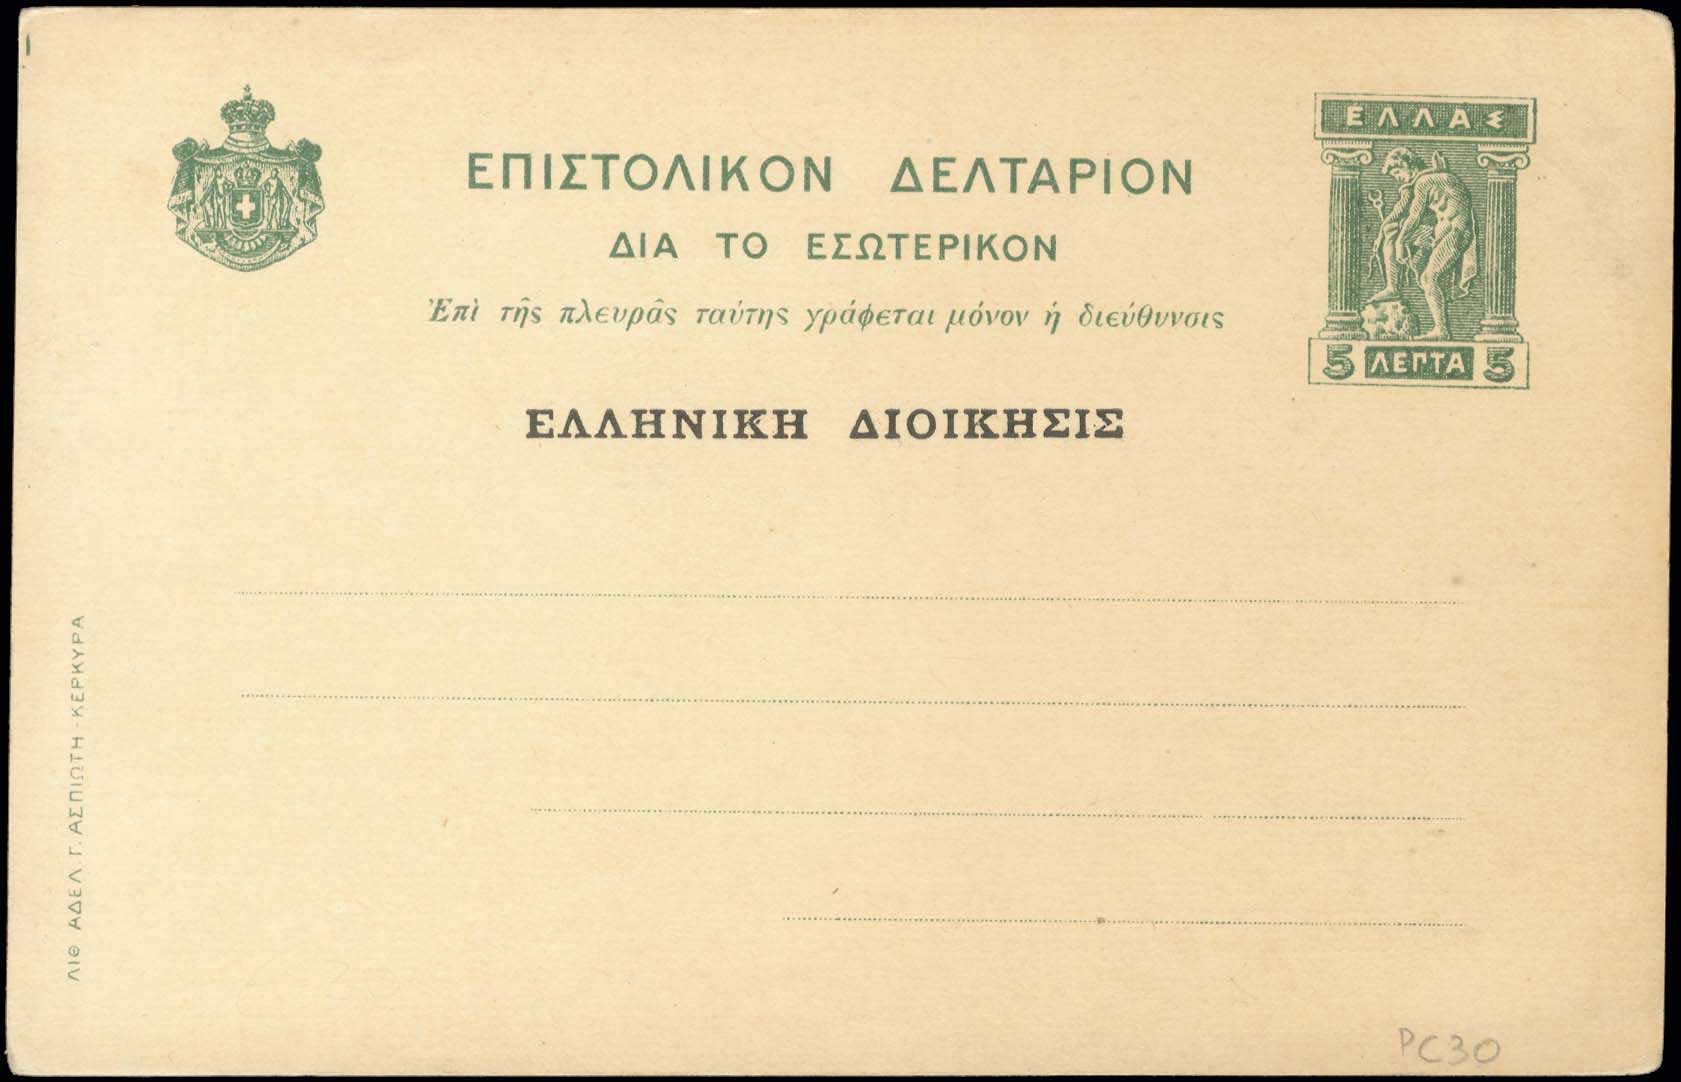 ΕΛΛΑΣ
ΕΠΙΣΤΟΛΙΚΟΝ ΔΕΛΤΑΡΙΟΝ
ΔΙΑ ΤΟ ΕΣΩΤΕΡΙΚΟΝ
Ἐπὶ τῆς πλευρᾶς ταύτης γράφεται μόνον ἡ διεύθυνσις
5 ΛΕΠΤΑ 5
ΕΛΛΗΝΙΚΗ ΔΙΟΙΚΗΣΙΣ
ΛΙΘ ΑΔΕΛ. Γ. ΑΣΠΙΩΤΗ - ΚΕΡΚΥΡΑ
PC30